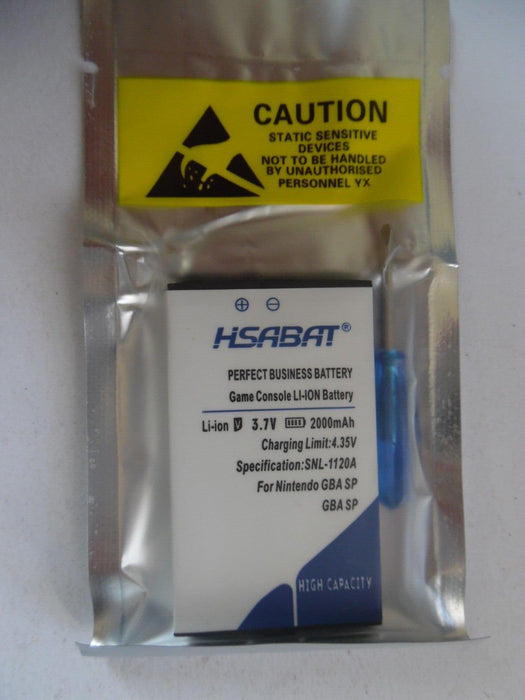 CAUTION
STATIC SENSITIVE
DEVICES
NOT TO BE HANDLED
BY UNAUTHORISED
PERSONNEL YX
⊕ ⊖
HSABAT®
PERFECT BUSINESS BATTERY
Game Console LI-ION Battery
Li-ion 3.7V 2000mAh
Charging Limit:4.35V
Specification:SNL-1120A
For Nintendo GBA SP
GBA SP
HIGH CAPACITY